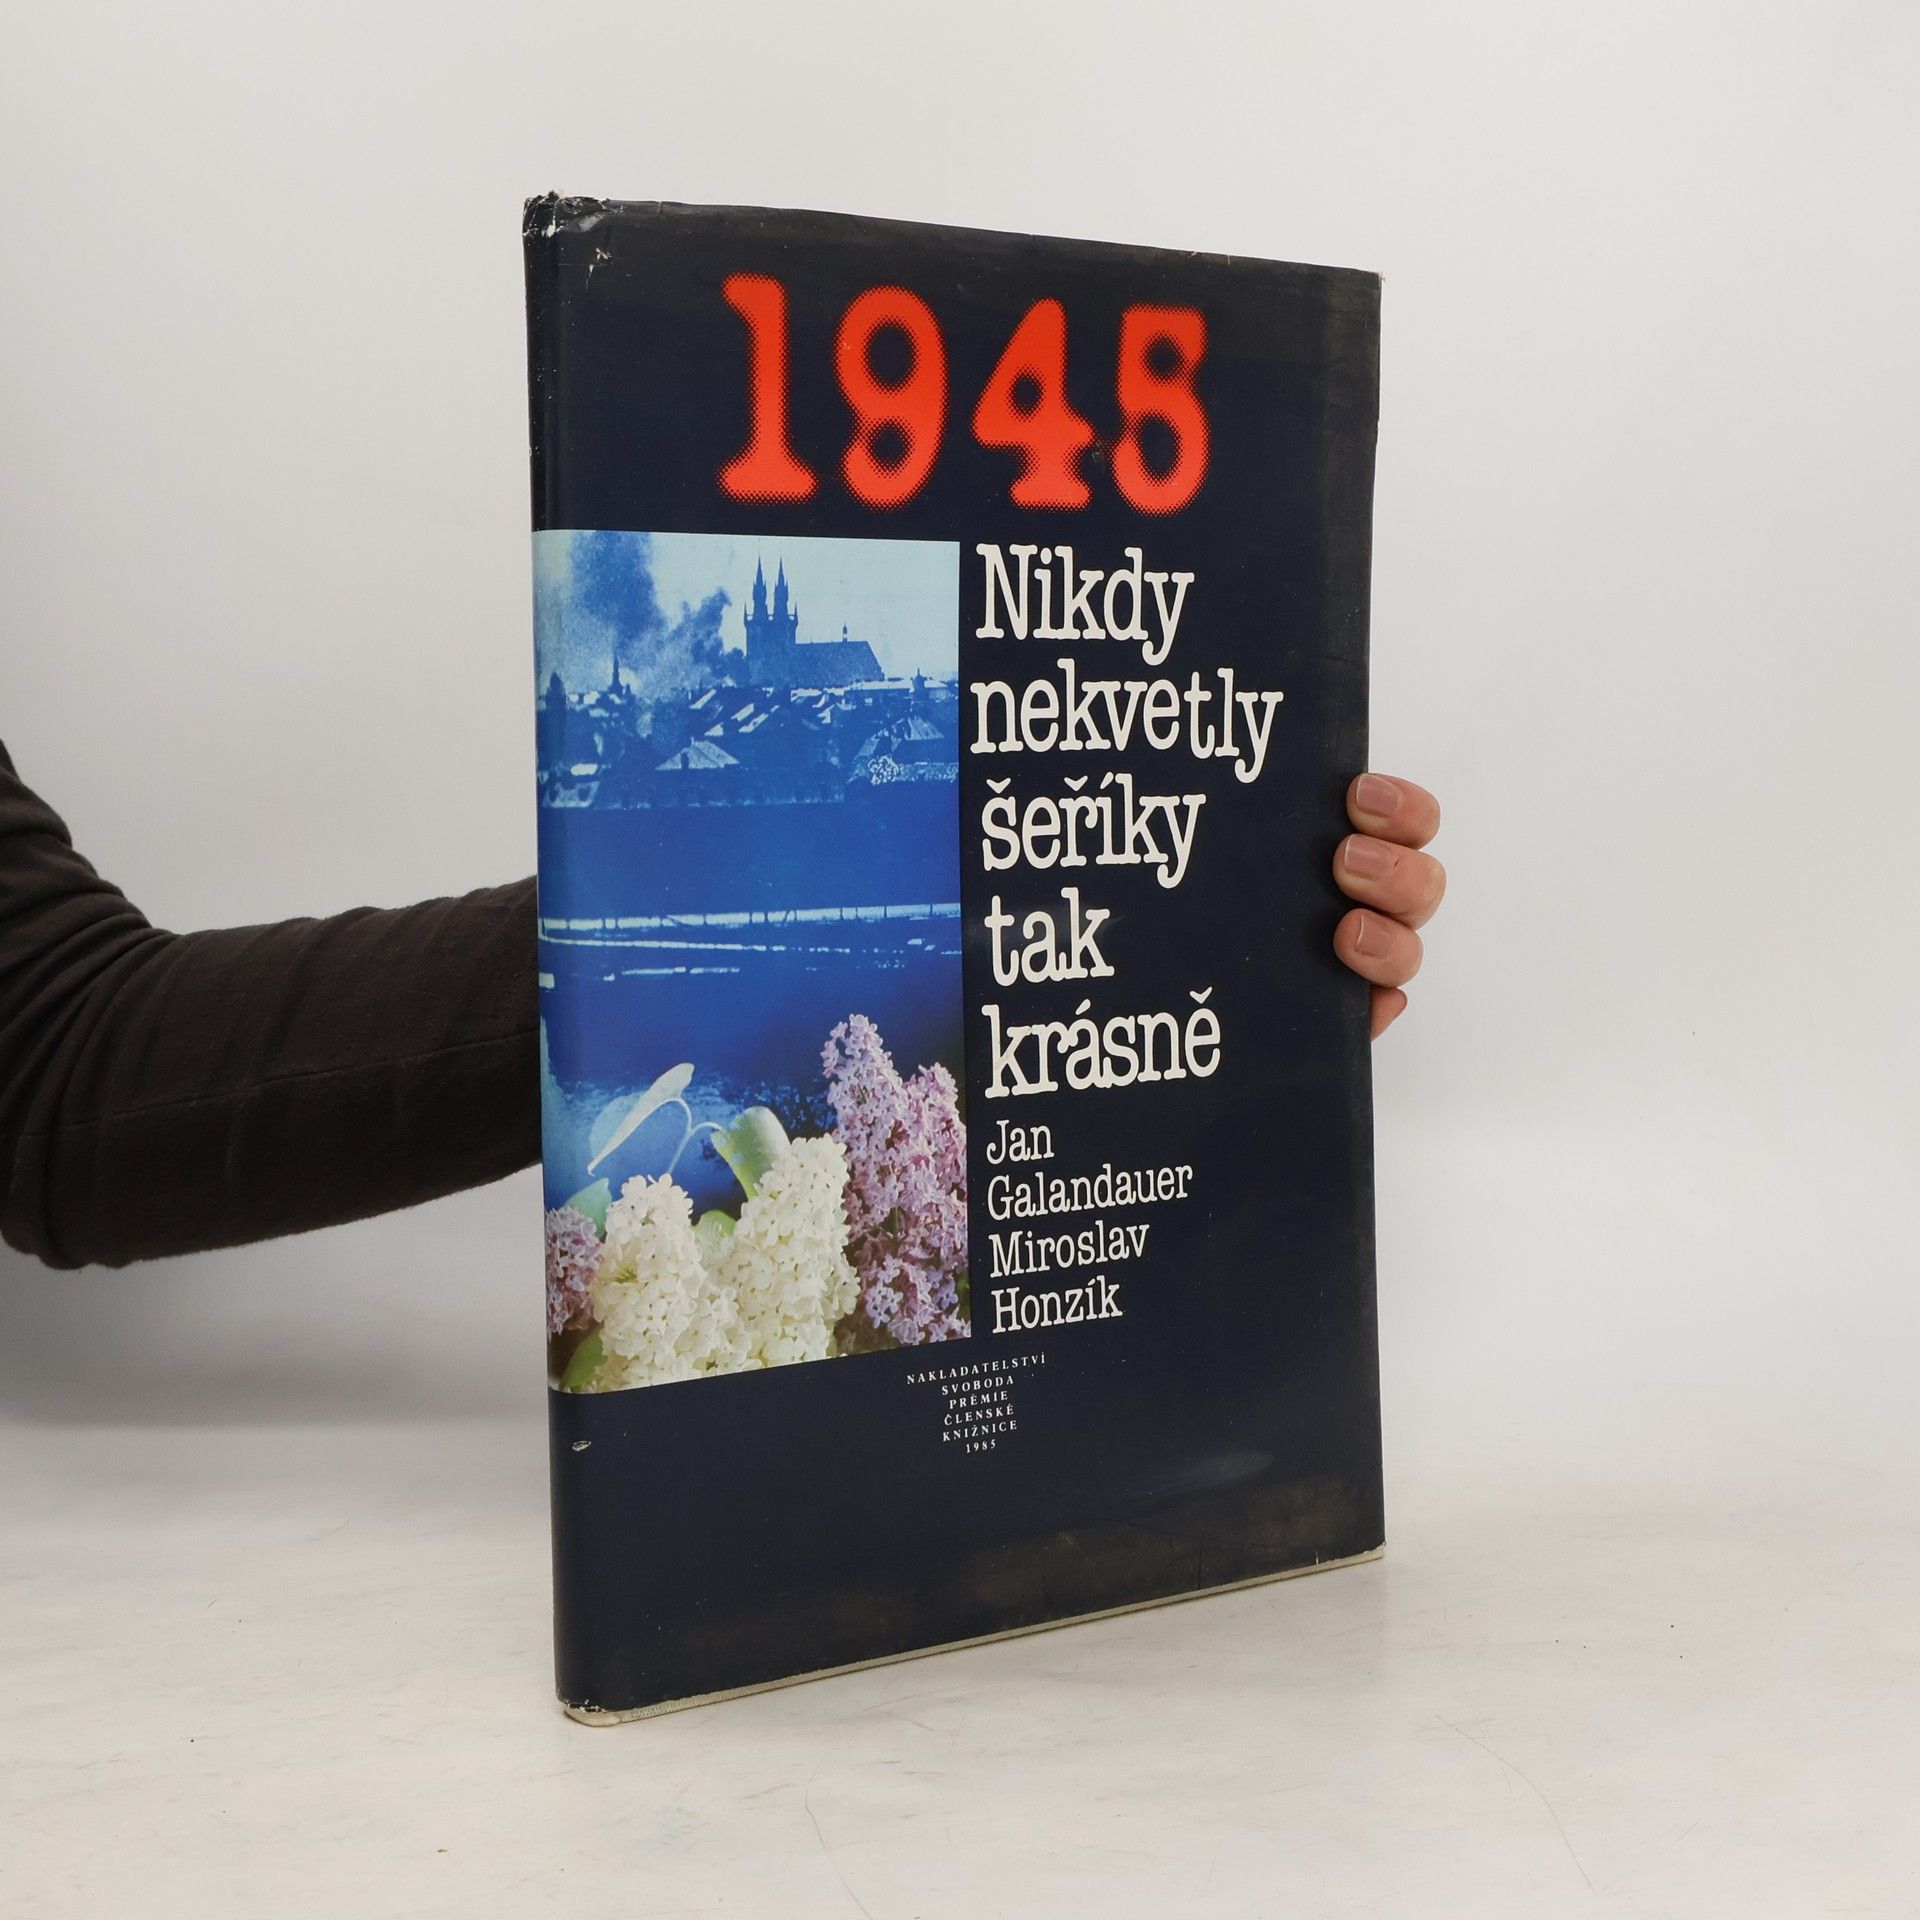 1945
Nikdy
nekvetly
šeříky
tak
krásně
Jan
Galandauer
Miroslav
Honzík
NAKLADATELSTVÍ
SVOBODA
PRÉMIE
ČLENSKÉ
KNIŽNICE
1985